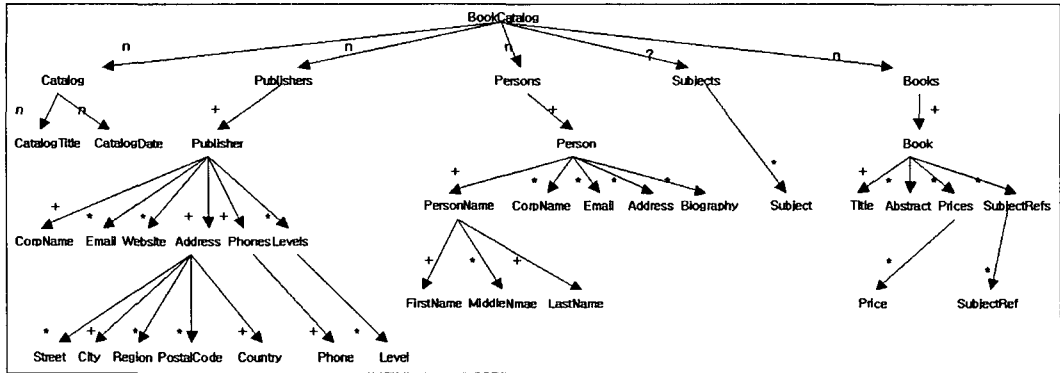 BookCatalog
n n n ? n
Catalog Publishers Persons Subjects Books
n n + + +
CatalogTitle CatalogDate Publisher Person Book
+ * * + + * + * * * * * + * * *
PersonName CorpName Email Address Biography Subject Title Abstract Prices SubjectRefs
CorpName Email Website Address Phones Levels
+ * + * *
FirstName MiddleNmae LastName Price SubjectRef
* + * * + + *
Street City Region PostalCode Country Phone Level